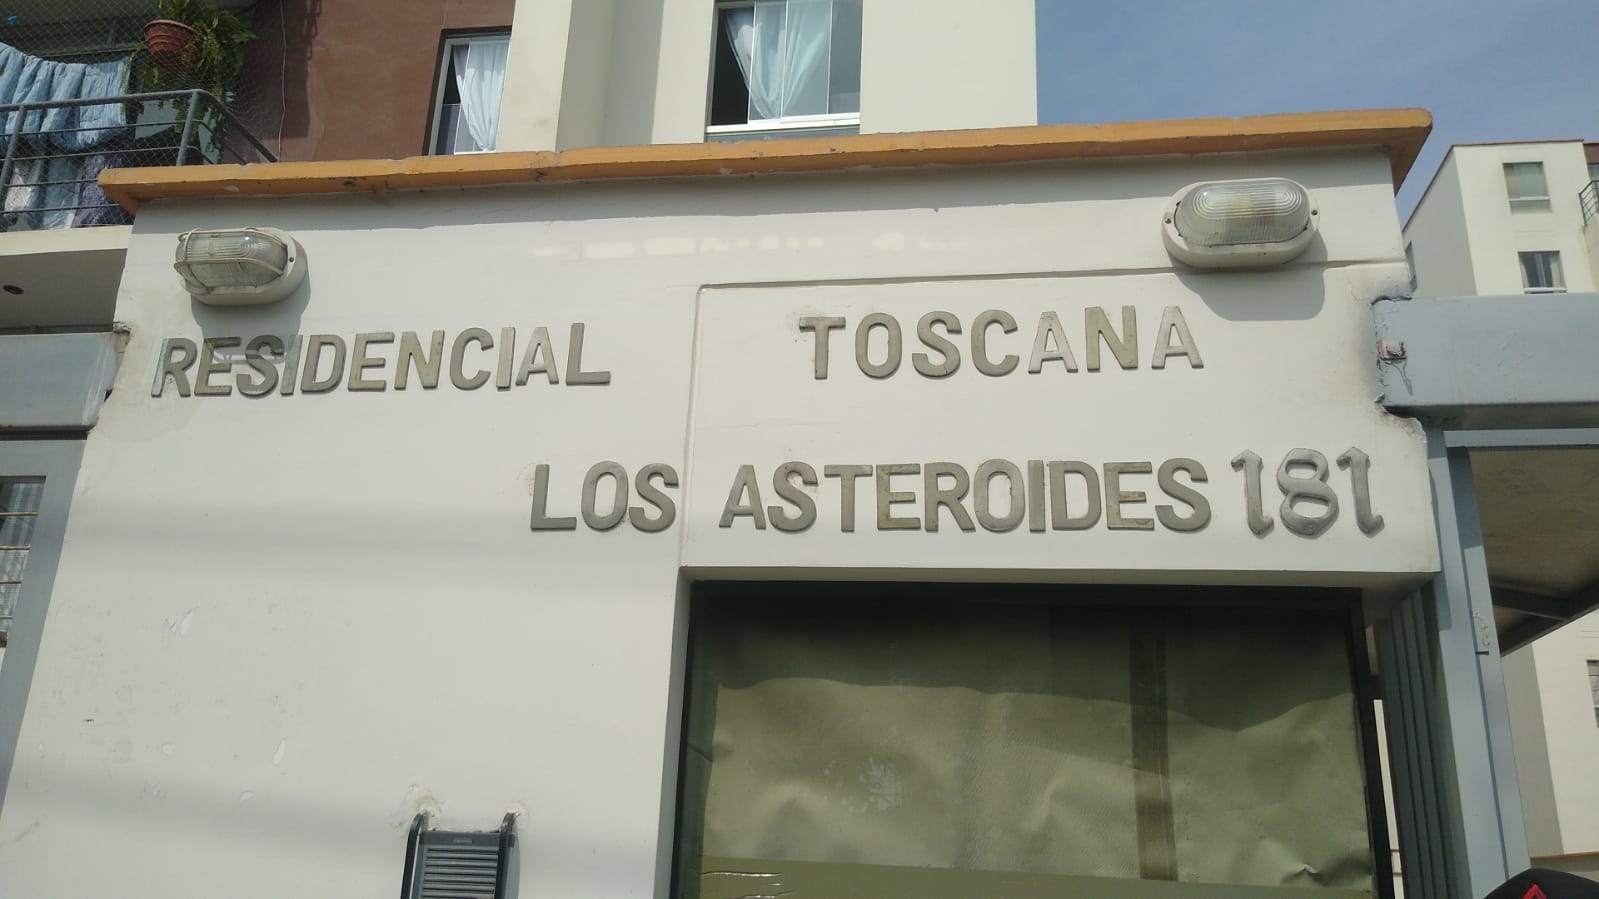 RESIDENCIAL TOSCANA
LOS ASTEROIDES 181